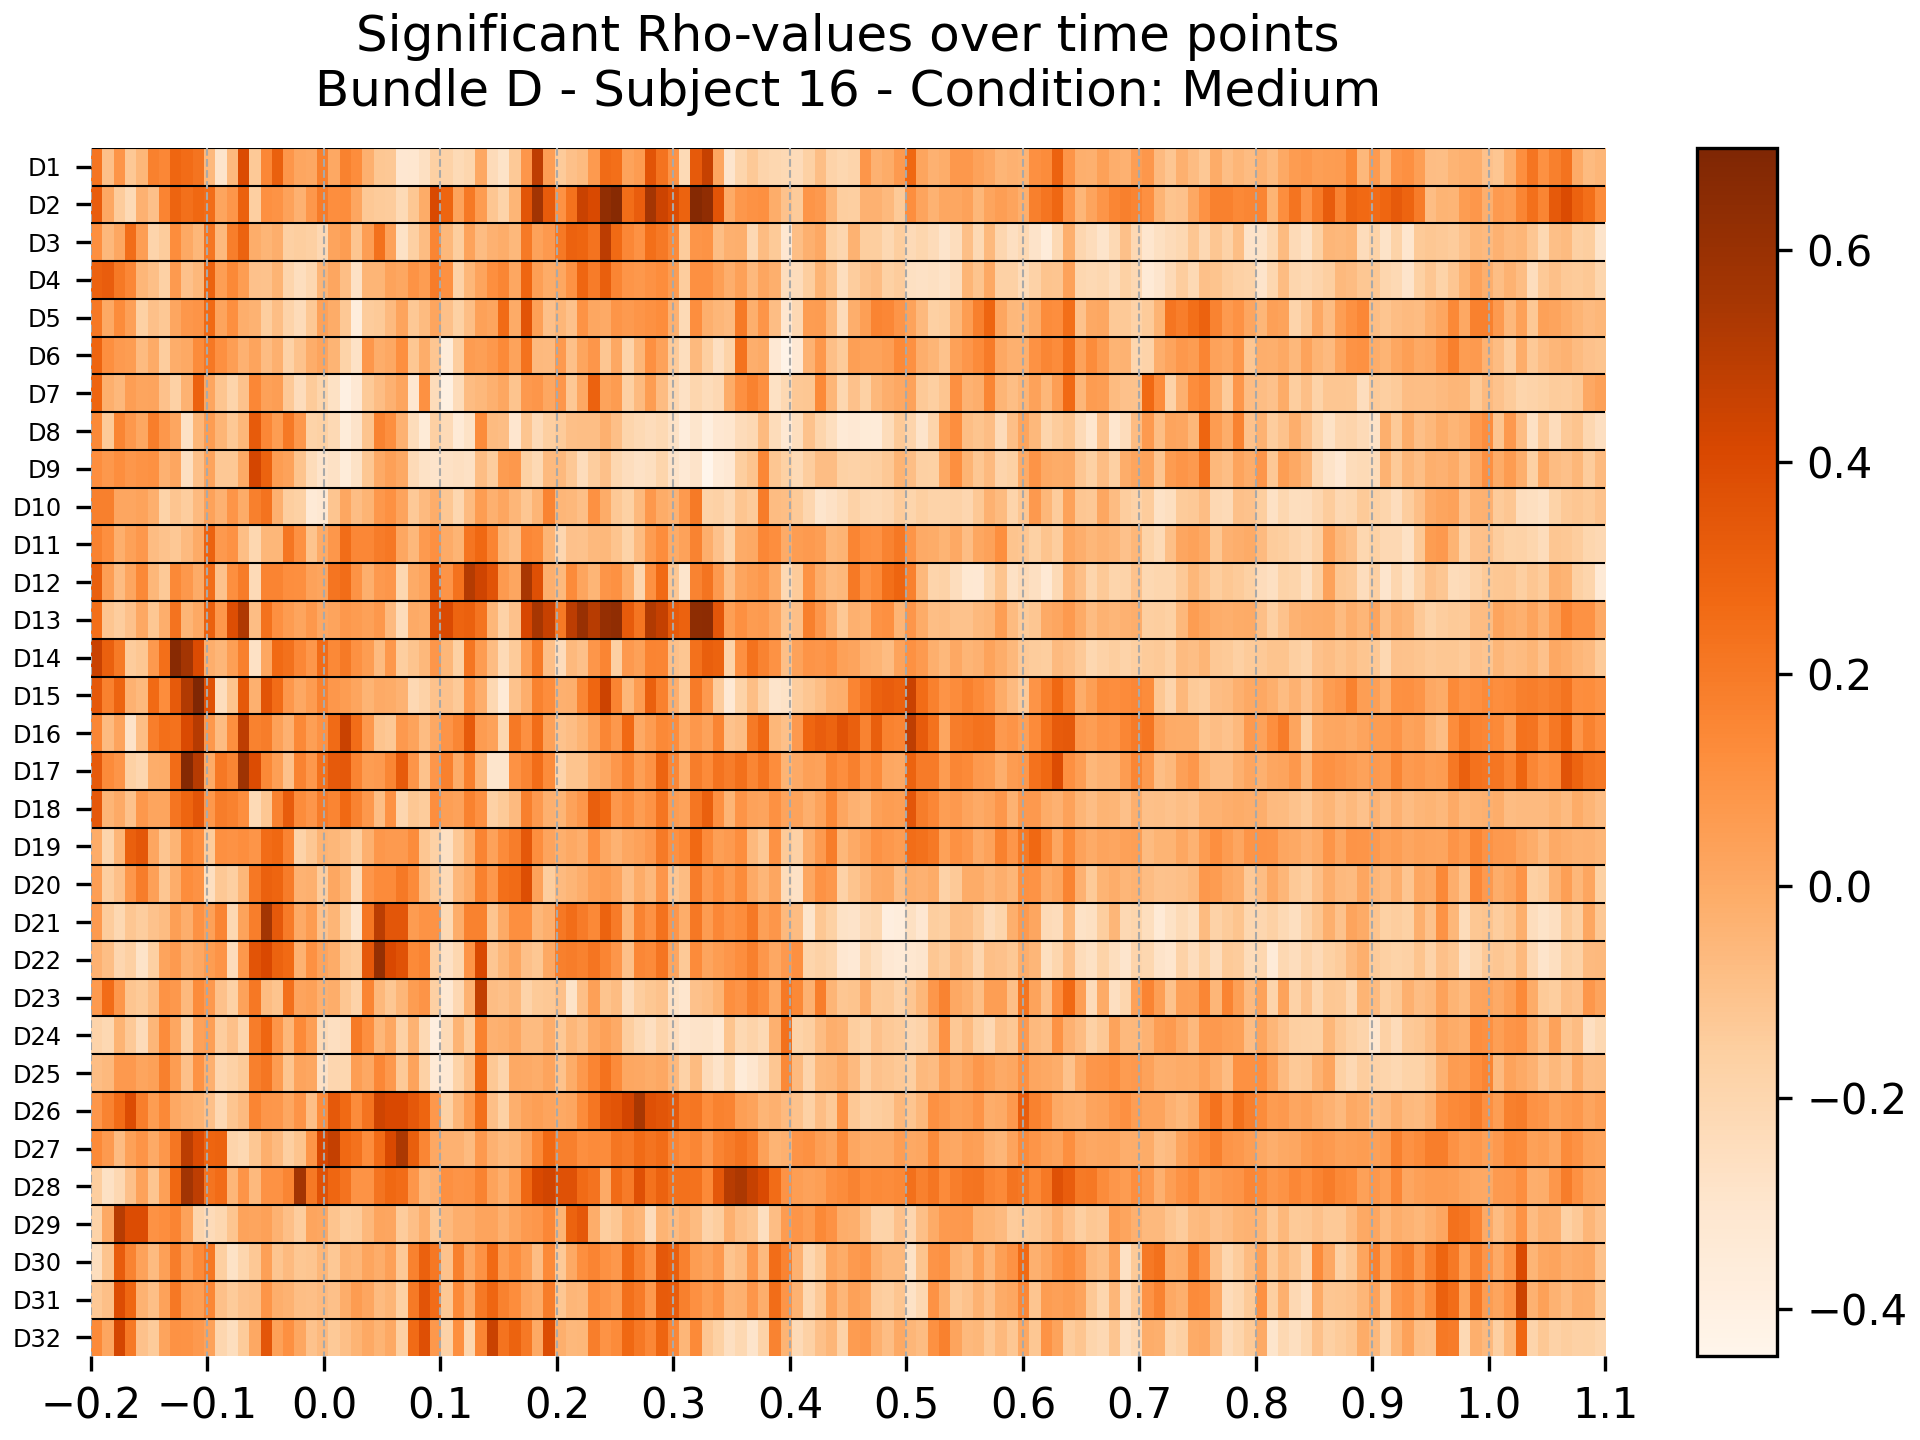 Significant Rho-values over time points
Bundle D - Subject 16 - Condition: Medium
D1
D2
D3
D4
D5
D6
D7
D8
D9
D10
D11
D12
D13
D14
D15
D16
D17
D18
D19
D20
D21
D22
D23
D24
D25
D26
D27
D28
D29
D30
D31
D32
−0.2 −0.1 0.0 0.1 0.2 0.3 0.4 0.5 0.6 0.7 0.8 0.9 1.0 1.1
0.6
0.4
0.2
0.0
−0.2
−0.4